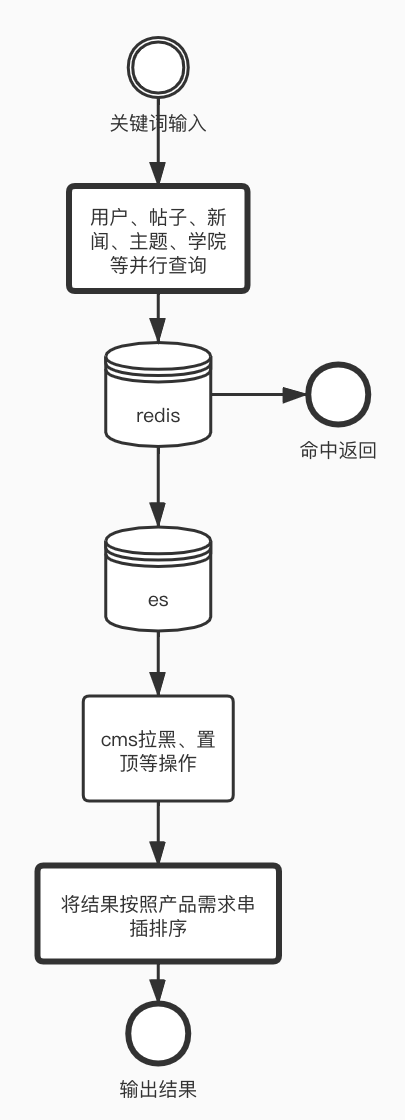 关键词输入
用户、帖子、新
闻、主题、学院
等并行查询
redis
命中返回
es
cms拉黑、置
顶等操作
将结果按照产品需求串
插排序
输出结果